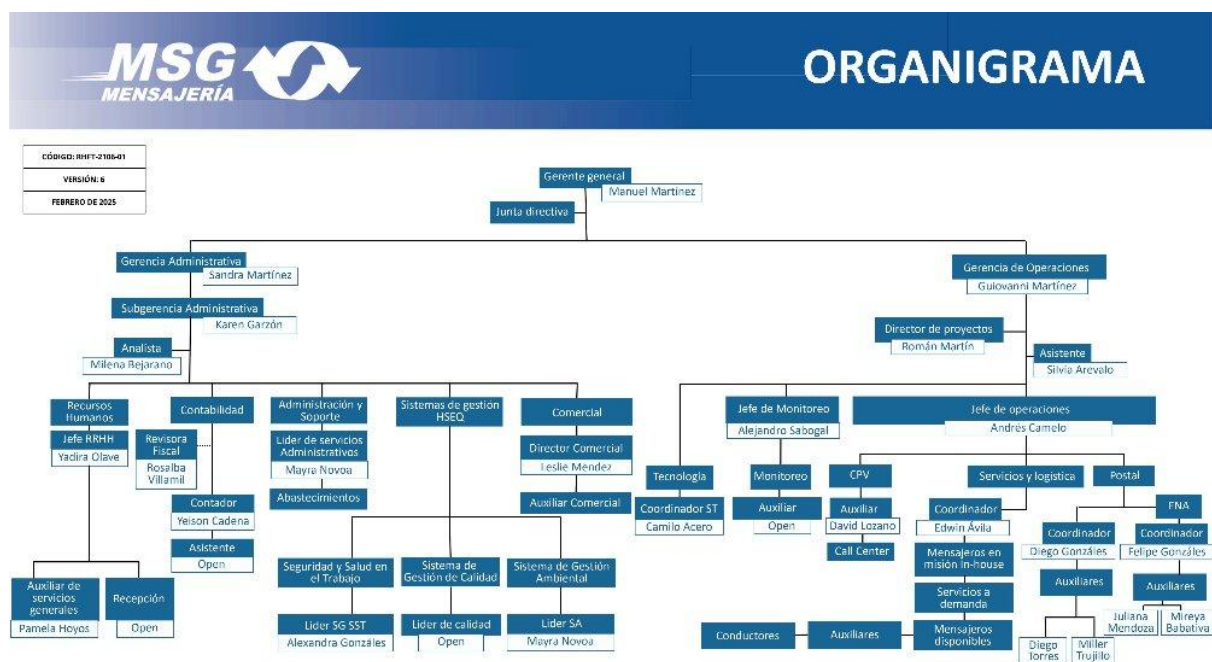 MSG
MENSAJERÍA
ORGANIGRAMA
CÓDIGO: RHFT-2106-01
VERSIÓN: 6
FEBRERO DE 2025
Gerente general
Manuel Martínez
Junta directiva
Gerencia Administrativa
Sandra Martínez
Subgerencia Administrativa
Karen Garzón
Analista
Milena Bejarano
Recursos
Humanos
Jefe RRHH
Yadira Olave
Auxiliar de
servicios
generales
Pamela Hoyos
Recepción
Open
Contabilidad
Revisora
Fiscal
Rosalba
Villamil
Contador
Yeison Cadena
Asistente
Open
Administración y
Soporte
Lider de servicios
Administrativos
Mayra Novoa
Abastecimientos
Sistemas de gestión
HSEQ
Seguridad y Salud en
el Trabajo
Lider SG SST
Alexandra Gonzáles
Sistema de
Gestión de Calidad
Lider de calidad
Open
Sistema de Gestión
Ambiental
Lider SA
Mayra Novoa
Comercial
Director Comercial
Leslie Mendez
Auxiliar Comercial
Gerencia de Operaciones
Guiovanni Martínez
Director de proyectos
Román Martín
Asistente
Silvia Arevalo
Tecnología
Coordinador ST
Camilo Acero
Jefe de Monitoreo
Alejandro Sabogal
Monitoreo
Auxiliar
Open
Jefe de operaciones
Andrés Camelo
CPV
Auxiliar
David Lozano
Call Center
Servicios y logística
Coordinador
Edwin Ávila
Mensajeros en
misión In-house
Servicios a
demanda
Mensajeros
disponibles
Auxiliares
Conductores
Postal
Coordinador
Diego Gonzáles
Auxiliares
Diego
Torres
Miller
Trujillo
FNA
Coordinador
Felipe Gonzáles
Auxiliares
Juliana
Mendoza
Mireya
Babativa